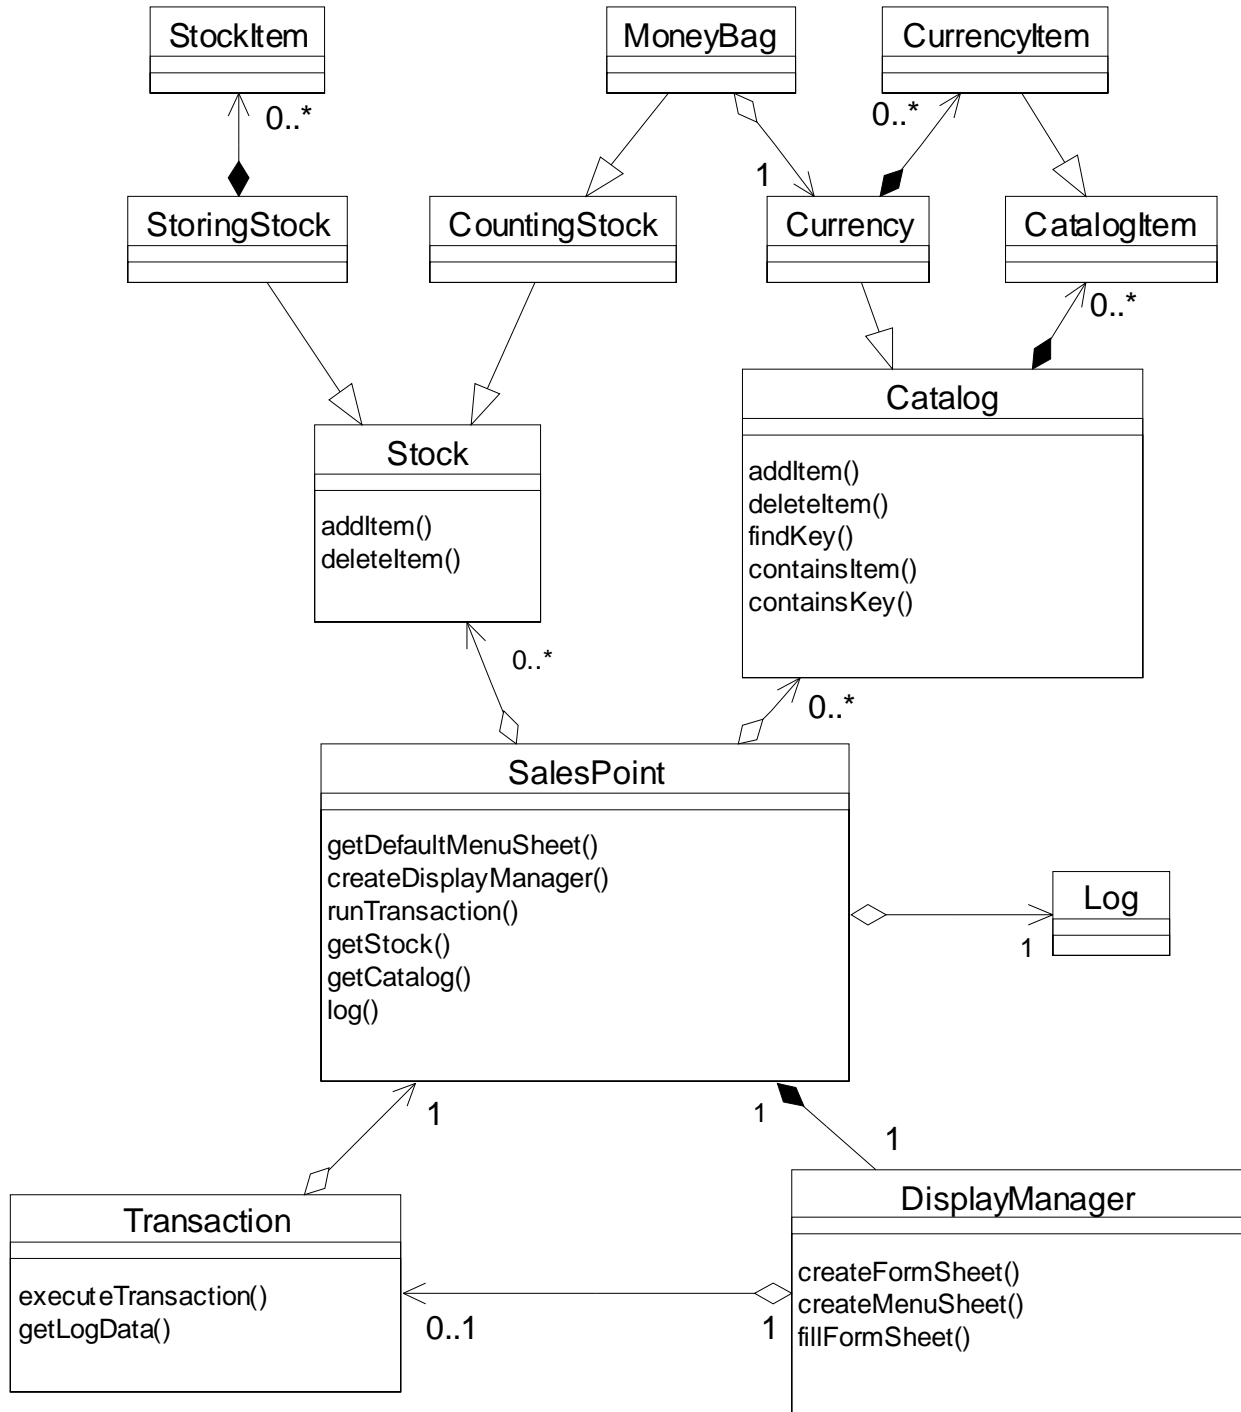 StockItem
MoneyBag
CurrencyItem
0..*
0..*
1
StoringStock
CountingStock
Currency
CatalogItem
0..*
Catalog
addItem()
deleteItem()
findKey()
containsItem()
containsKey()
Stock
addItem()
deleteItem()
0..*
0..*
SalesPoint
getDefaultMenuSheet()
createDisplayManager()
runTransaction()
getStock()
getCatalog()
log()
Log
1
1
1
1
Transaction
executeTransaction()
getLogData()
DisplayManager
createFormSheet()
createMenuSheet()
fillFormSheet()
0..1
1